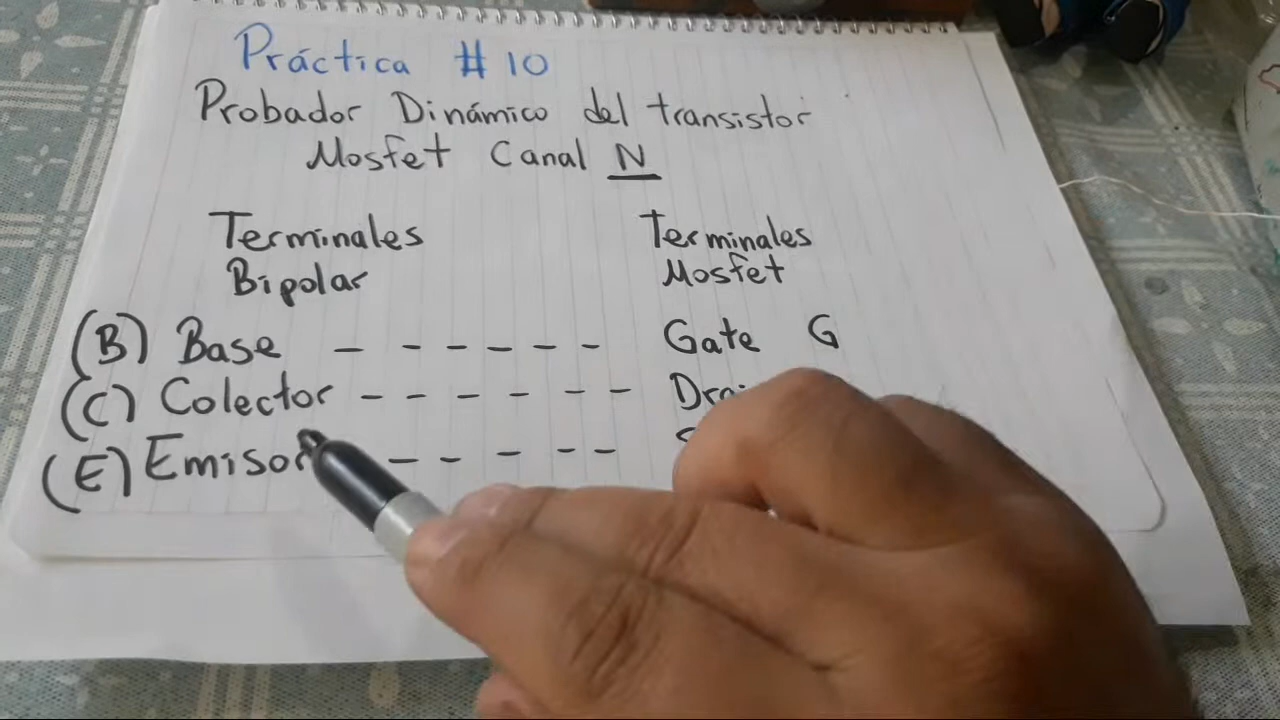 Práctica # 10
Probador Dinámico del transistor
Mosfet Canal N
Terminales Bipolar
Terminales Mosfet
(B) Base - - - - - - Gate G
(C) Colector - - - - - -
(E) Emisor - - - - -